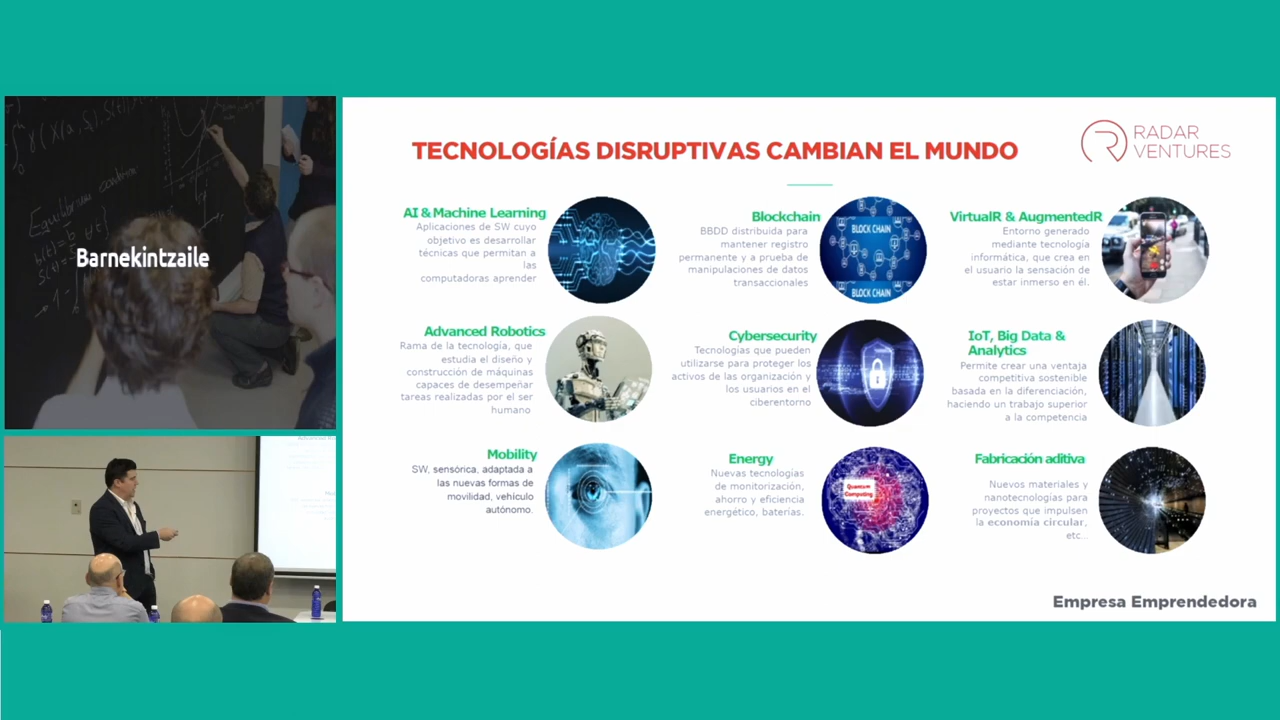 Equilibrium condition
Barnekintzaile
TECNOLOGÍAS DISRUPTIVAS CAMBIAN EL MUNDO
RADAR
VENTURES
AI & Machine Learning
Aplicaciones de SW cuyo
objetivo es desarrollar
técnicas que permitan a
las
computadoras aprender
Blockchain
BBDD distribuida para
mantener registro
permanente y a prueba de
manipulaciones de datos
transaccionales
BLOCK CHAIN
BLOCK CHAIN
VirtualR & AugmentedR
Entorno generado
mediante tecnología
informática, que crea en
el usuario la sensación de
estar inmerso en él.
Advanced Robotics
Rama de la tecnología, que
estudia el diseño y
construcción de máquinas
capaces de desempeñar
tareas realizadas por el ser
humano
Cybersecurity
Tecnologías que pueden
utilizarse para proteger los
activos de las organización y
los usuarios en el
ciberentorno
IoT, Big Data &
Analytics
Permite crear una ventaja
competitiva sostenible
basada en la diferenciación,
haciendo un trabajo superior
a la competencia
Mobility
SW, sensórica, adaptada a
las nuevas formas de
movilidad, vehículo
autónomo.
Energy
Nuevas tecnologías
de monitorización,
ahorro y eficiencia
energético, baterías.
Quantum
Computing
Fabricación aditiva
Nuevos materiales y
nanotecnologías para
proyectos que impulsen
la economía circular,
etc...
Empresa Emprendedora